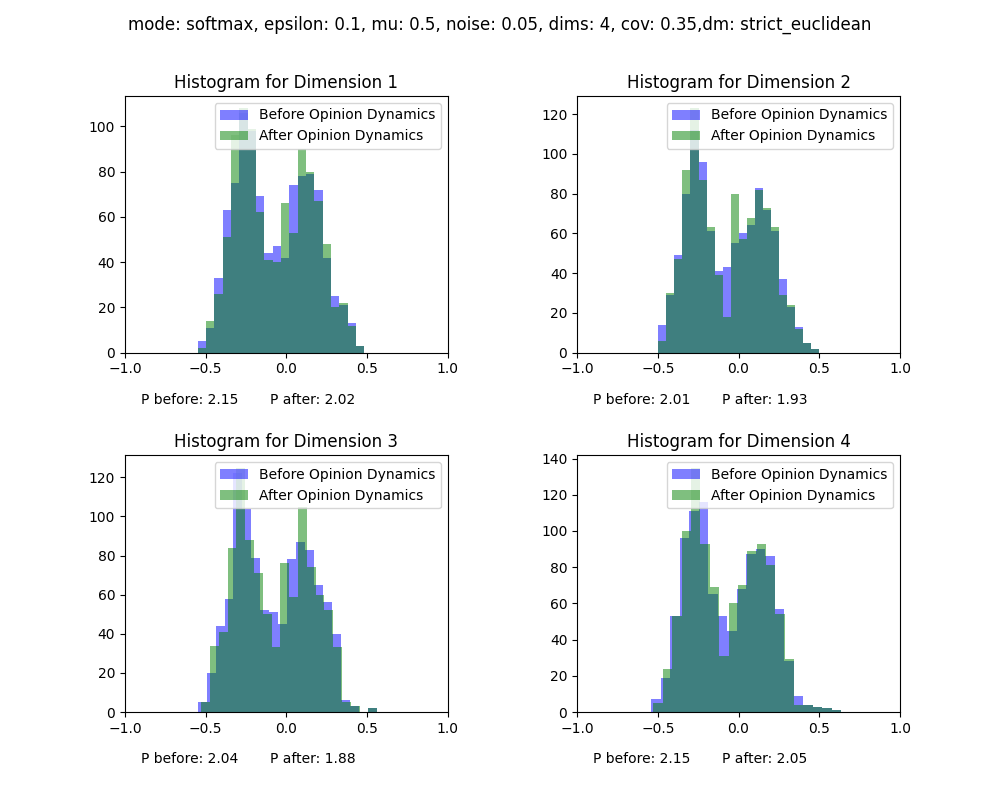 mode: softmax, epsilon: 0.1, mu: 0.5, noise: 0.05, dims: 4, cov: 0.35,dm: strict_euclidean
Histogram for Dimension 1
Before Opinion Dynamics
After Opinion Dynamics
100
80
60
40
20
0
−1.0 −0.5 0.0 0.5 1.0
P before: 2.15 P after: 2.02
Histogram for Dimension 2
Before Opinion Dynamics
After Opinion Dynamics
120
100
80
60
40
20
0
−1.0 −0.5 0.0 0.5 1.0
P before: 2.01 P after: 1.93
Histogram for Dimension 3
Before Opinion Dynamics
After Opinion Dynamics
120
100
80
60
40
20
0
−1.0 −0.5 0.0 0.5 1.0
P before: 2.04 P after: 1.88
Histogram for Dimension 4
Before Opinion Dynamics
After Opinion Dynamics
140
120
100
80
60
40
20
0
−1.0 −0.5 0.0 0.5 1.0
P before: 2.15 P after: 2.05